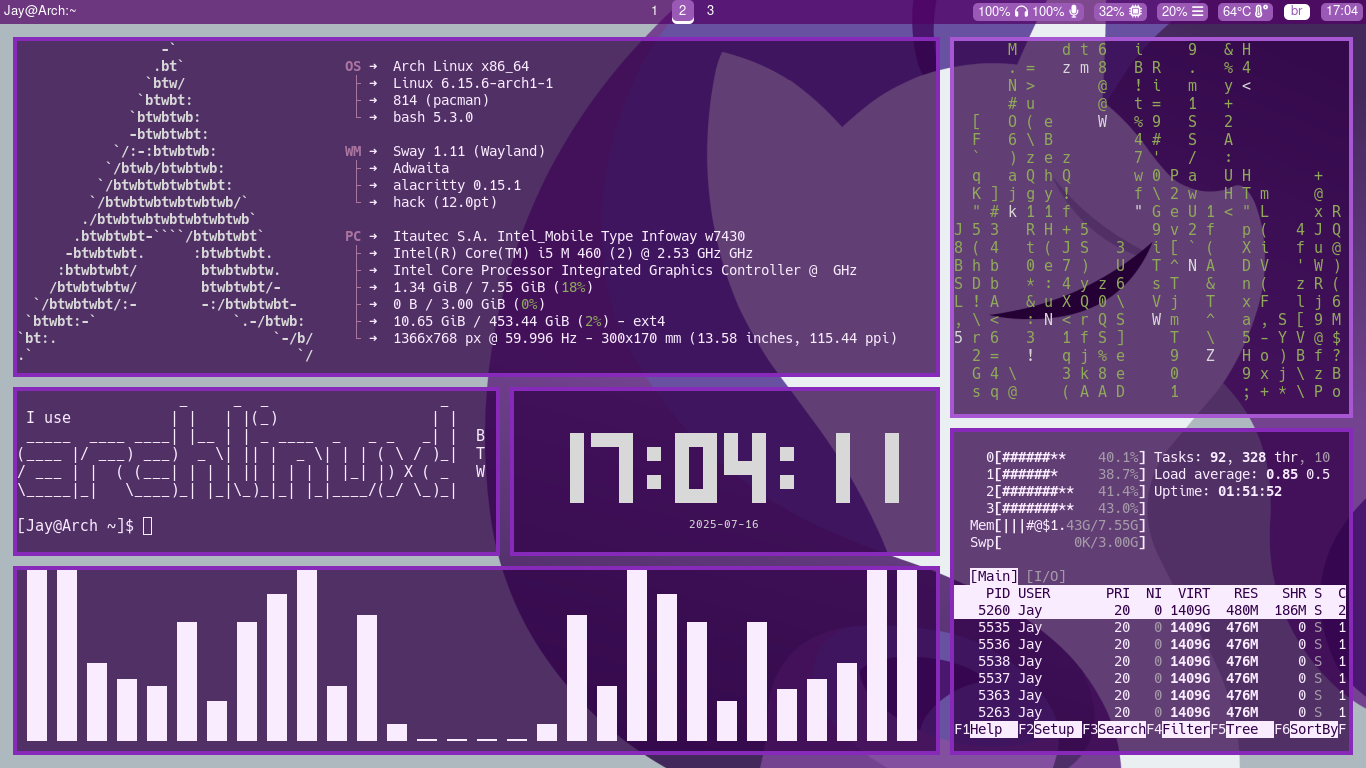 Jay@Arch:~
1 2 3
100% 100% 32% 20% 64°C br 17:04
-`
.bt`
`btw/
`btwbt:
`btwbtwb:
-btwbtwbt:
`/:-:btwbtwb:
`/btwb/btwbtwb:
`/btwbtwbtwbtwbt:
`/btwbtwbtwbtwbtwb/`
./btwbtwbtwbtwbtwbtwb`
.btwbtwbt-````/btwbtwbt`
-btwbtwbt. :btwbtwbt.
:btwbtwbt/ btwbtwbtw.
/btwbtwbtw/ btwbtwbt/-
`/btwbtwbt/:- -:/btwbtwbt-
`btwbt:-` `.-/btwb:
`bt:. `-/b/
.` `/
OS ➜ Arch Linux x86_64
├ ➜ Linux 6.15.6-arch1-1
├ ➜ 814 (pacman)
└ ➜ bash 5.3.0
WM ➜ Sway 1.11 (Wayland)
├ ➜ Adwaita
├ ➜ alacritty 0.15.1
└ ➜ hack (12.0pt)
PC ➜ Itautec S.A. Intel_Mobile Type Infoway w7430
├ ➜ Intel(R) Core(TM) i5 M 460 (2) @ 2.53 GHz GHz
├ ➜ Intel Core Processor Integrated Graphics Controller @ GHz
├ ➜ 1.34 GiB / 7.55 GiB (18%)
├ ➜ 0 B / 3.00 GiB (0%)
├ ➜ 10.65 GiB / 453.44 GiB (2%) - ext4
└ ➜ 1366x768 px @ 59.996 Hz - 300x170 mm (13.58 inches, 115.44 ppi)
I use
B
T
W
[Jay@Arch ~]$
17:04:11
2025-07-16
0[######** 40.1%] Tasks: 92, 328 thr, 10
1[######* 38.7%] Load average: 0.85 0.5
2[#######** 41.4%] Uptime: 01:51:52
3[#######** 43.0%]
Mem[|||#@$1.43G/7.55G]
Swp[ 0K/3.00G]
[Main] [I/O]
PID USER PRI NI VIRT RES SHR S C
5260 Jay 20 0 1409G 480M 186M S 2
5535 Jay 20 0 1409G 476M 0 S 1
5536 Jay 20 0 1409G 476M 0 S 1
5538 Jay 20 0 1409G 476M 0 S 1
5537 Jay 20 0 1409G 476M 0 S 1
5363 Jay 20 0 1409G 476M 0 S 1
5263 Jay 20 0 1409G 476M 0 S 1
F1Help F2Setup F3SearchF4FilterF5Tree F6SortByF